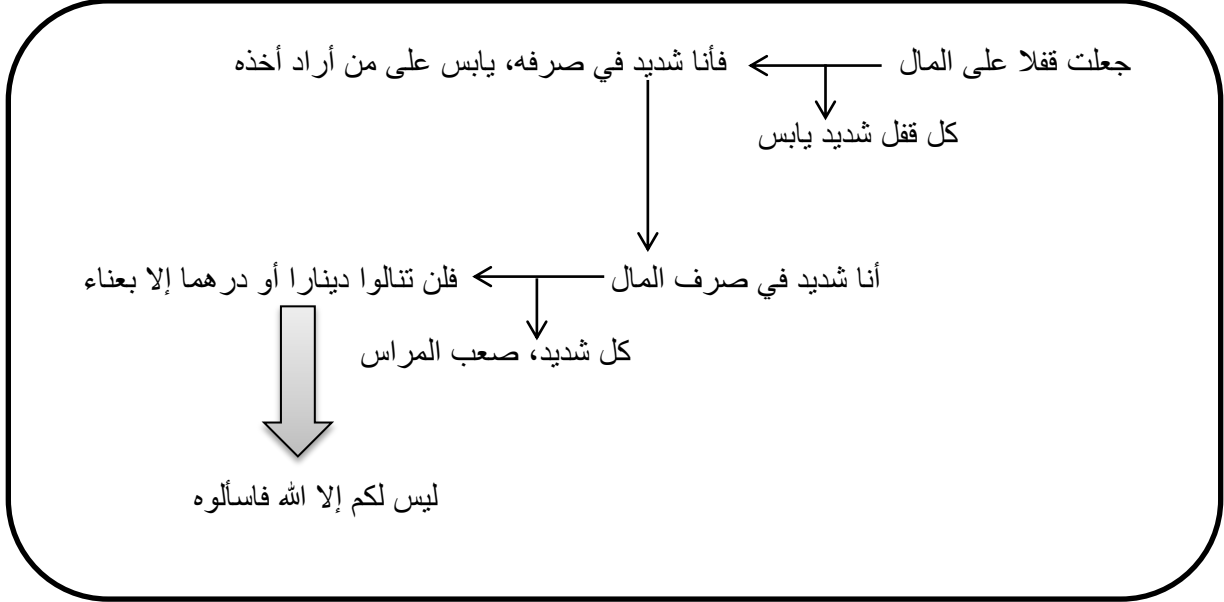 جعلت قفلا على المال فأنا شديد في صرفه، يابس على من أراد أخذه
كل قفل شديد يابس
أنا شديد في صرف المال فلن تنالوا دينارا أو درهما إلا بعناء
كل شديد، صعب المراس
ليس لكم إلا الله فاسألوه